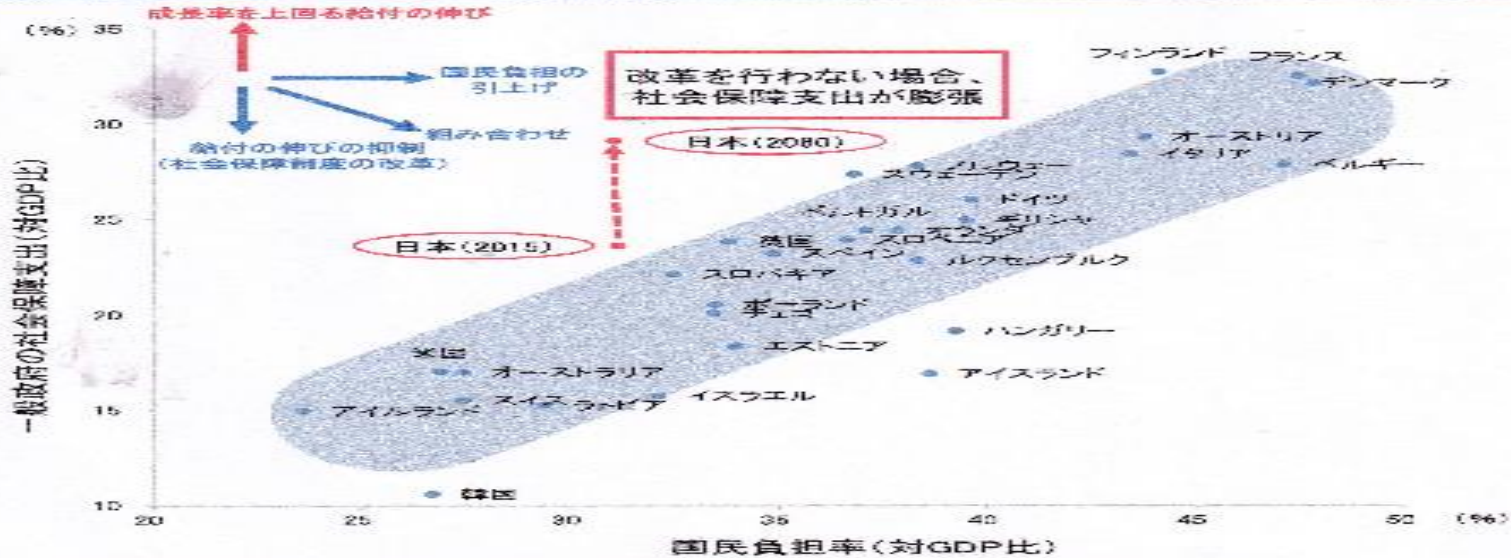 成長率を上回る給付の伸び
(%)
35
30
25
20
15
10
国民負担の
引上げ
組み合わせ
給付の伸びの抑制
(社会保障制度の改革)
改革を行わない場合、
社会保障支出が膨張
フィンランド
フランス
デンマーク
日本(2060)
オーストリア
イタリア
ベルギー
ノルウェー
スウェーデン
ドイツ
ポルトガル
ギリシャ
オランダ
日本(2015)
英国
スロベニア
スペイン
ルクセンブルク
スロバキア
ポーランド
チェコ
ハンガリー
エストニア
米国
オーストラリア
アイスランド
スイス
イスラエル
アイルランド
ラトビア
韓国
一般政府の社会保障支出(対GDP比)
20
25
30
35
40
45
50
(%)
国民負担率(対GDP比)